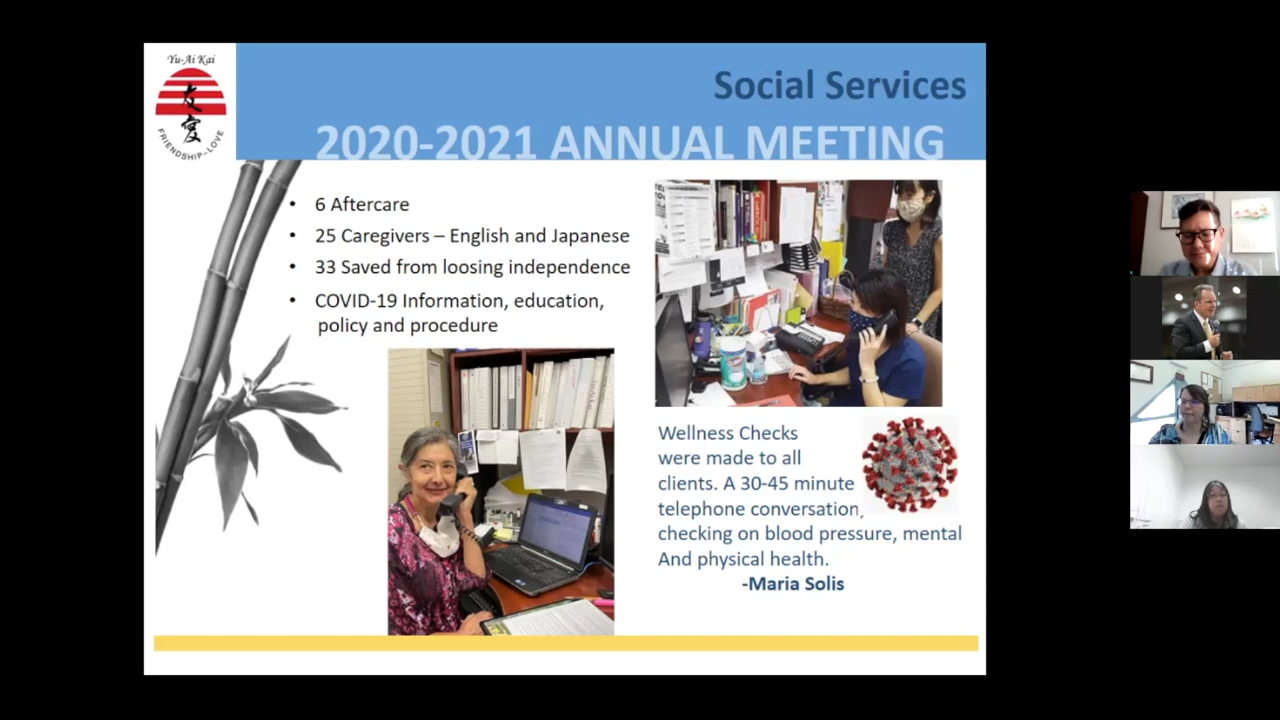 Yu-Ai Kai
友
愛
FRIENDSHIP-LOVE
Social Services
2020-2021 ANNUAL MEETING
• 6 Aftercare
• 25 Caregivers – English and Japanese
• 33 Saved from loosing independence
• COVID-19 Information, education,
policy and procedure
Wellness Checks
were made to all
clients. A 30-45 minute
telephone conversation,
checking on blood pressure, mental
And physical health.
-Maria Solis